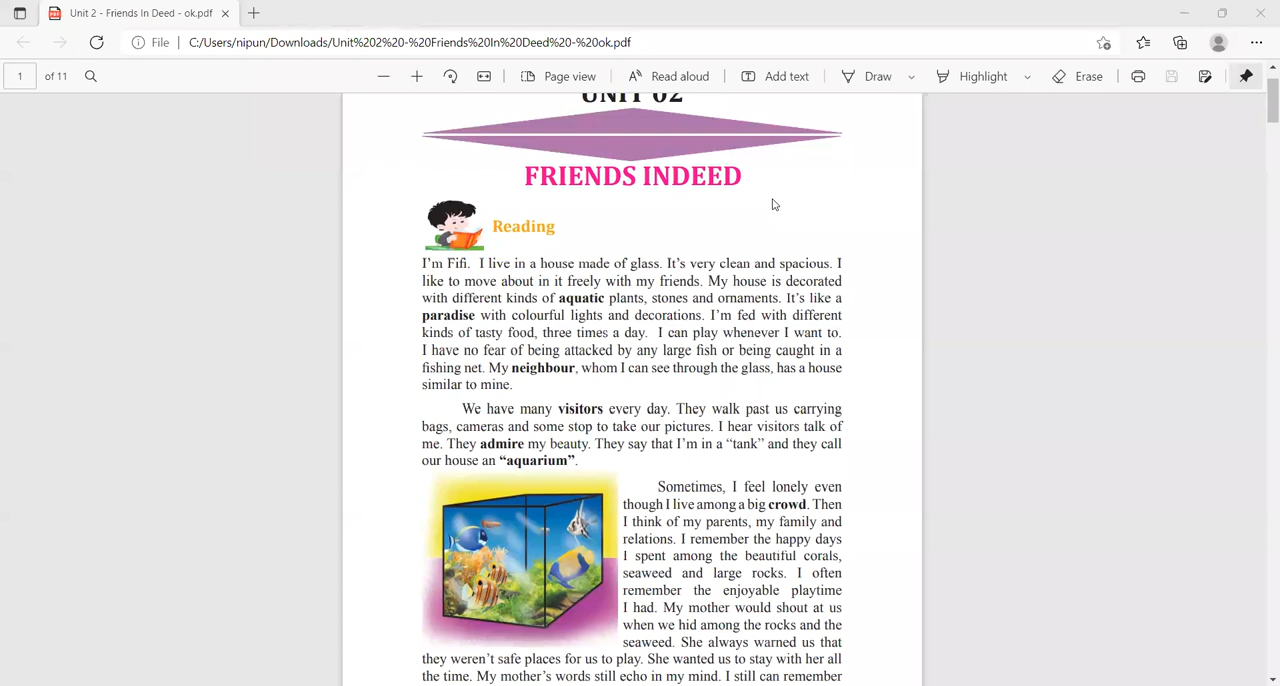 Unit 2 - Friends In Deed - ok.pdf
File
C:/Users/nipun/Downloads/Unit%202%20-%20Friends%20In%20Deed%20-%20ok.pdf
1 of 11
Page view
Read aloud
Add text
Draw
Highlight
Erase
UNIT 02
FRIENDS INDEED
Reading
I'm Fifi. I live in a house made of glass. It's very clean and spacious. I
like to move about in it freely with my friends. My house is decorated
with different kinds of aquatic plants, stones and ornaments. It's like a
paradise with colourful lights and decorations. I'm fed with different
kinds of tasty food, three times a day. I can play whenever I want to.
I have no fear of being attacked by any large fish or being caught in a
fishing net. My neighbour, whom I can see through the glass, has a house
similar to mine.
We have many visitors every day. They walk past us carrying
bags, cameras and some stop to take our pictures. I hear visitors talk of
me. They admire my beauty. They say that I'm in a “tank” and they call
our house an “aquarium”.
Sometimes, I feel lonely even
though I live among a big crowd. Then
I think of my parents, my family and
relations. I remember the happy days
I spent among the beautiful corals,
seaweed and large rocks. I often
remember the enjoyable playtime
I had. My mother would shout at us
when we hid among the rocks and the
seaweed. She always warned us that
they weren't safe places for us to play. She wanted us to stay with her all
the time. My mother's words still echo in my mind. I still can remember